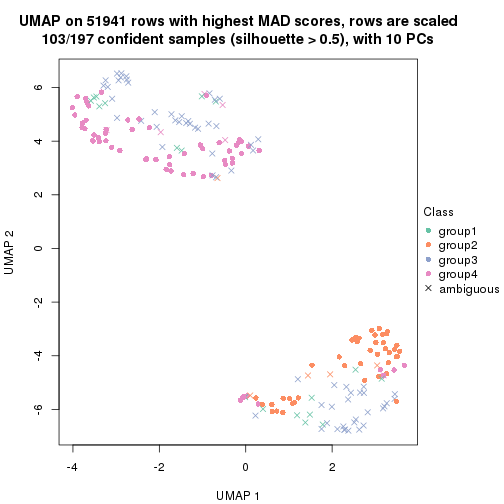 UMAP on 51941 rows with highest MAD scores, rows are scaled
103/197 confident samples (silhouette > 0.5), with 10 PCs
6
4
2
0
-2
-4
-6
UMAP 2
-4
-2
0
2
UMAP 1
Class
group1
group2
group3
group4
ambiguous